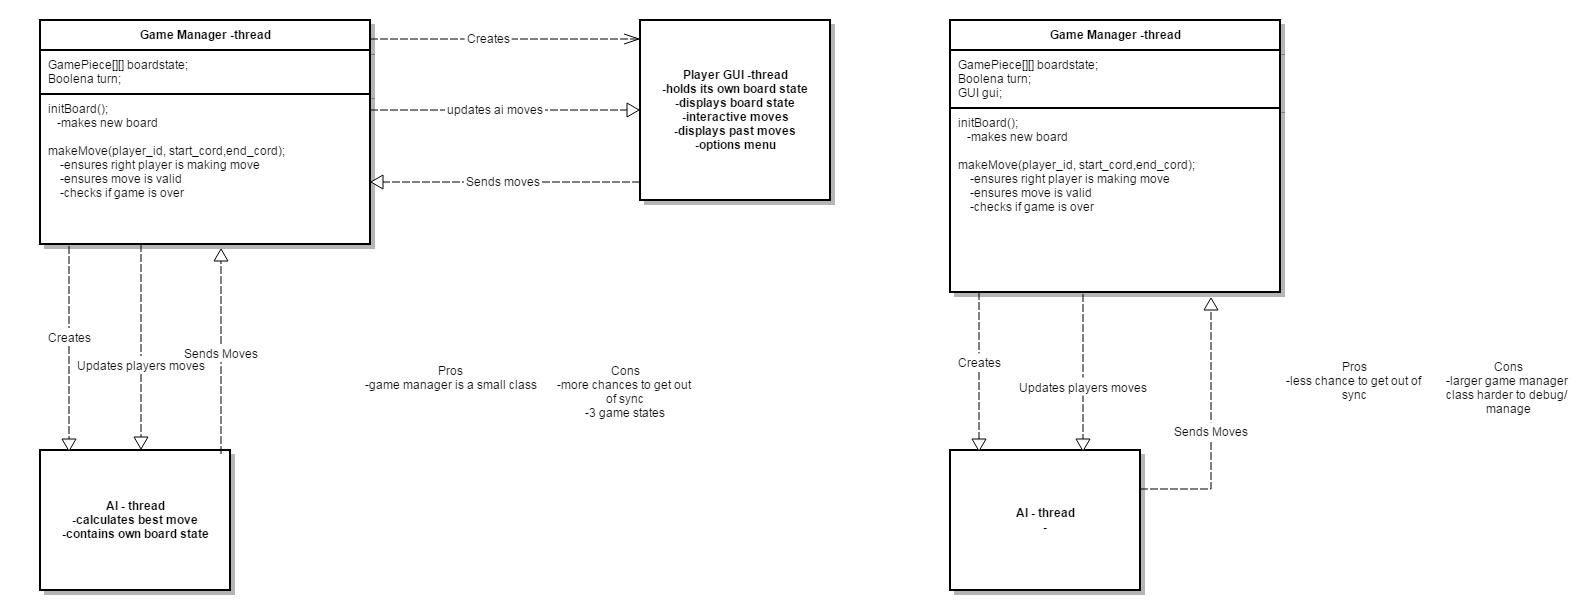 Game Manager -thread
GamePiece[][] boardstate;
Boolena turn;
initBoard();
-makes new board
makeMove(player_id, start_cord,end_cord);
-ensures right player is making move
-ensures move is valid
-checks if game is over
Creates
updates ai moves
Sends moves
Player GUI -thread
-holds its own board state
-displays board state
-interactive moves
-displays past moves
-options menu
Creates
Updates players moves
Sends Moves
Pros
-game manager is a small class
Cons
-more chances to get out
of sync
-3 game states
AI - thread
-calculates best move
-contains own board state
Game Manager -thread
GamePiece[][] boardstate;
Boolena turn;
GUI gui;
initBoard();
-makes new board
makeMove(player_id, start_cord,end_cord);
-ensures right player is making move
-ensures move is valid
-checks if game is over
Creates
Updates players moves
Sends Moves
Pros
-less chance to get out of
sync
Cons
-larger game manager
class harder to debug/
manage
AI - thread
-